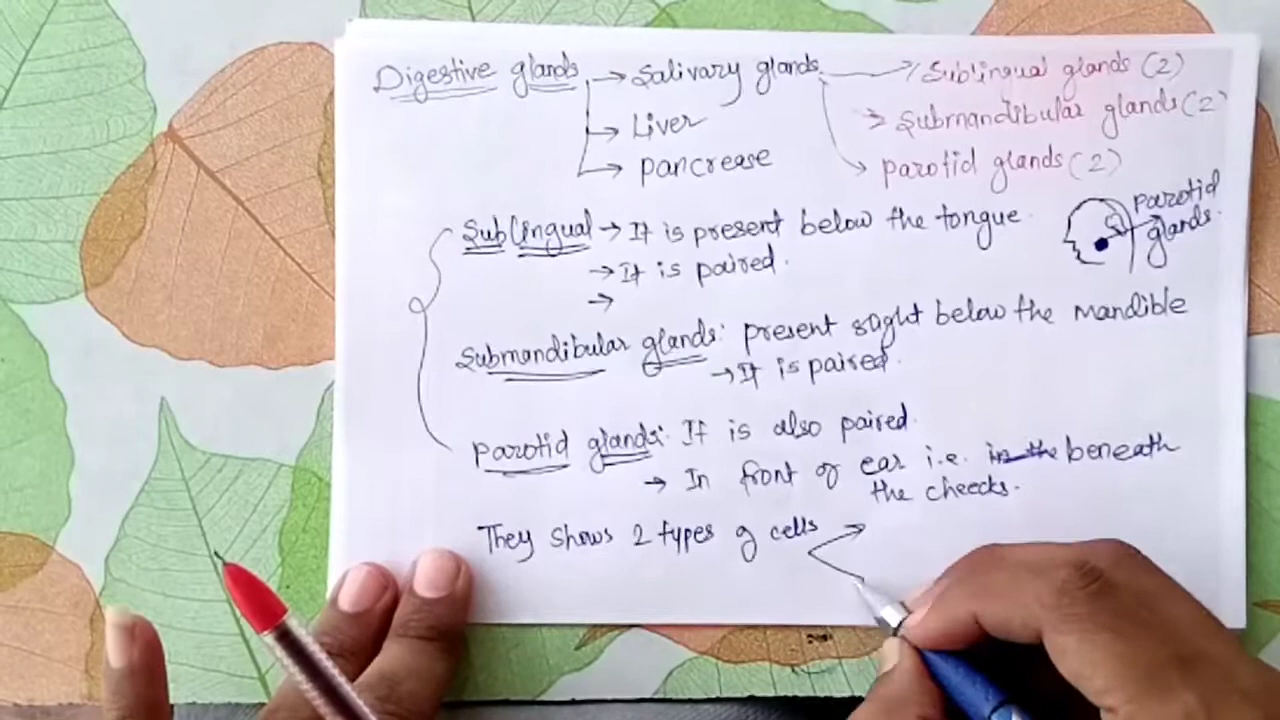 Digestive glands → Salivary glands → Sublingual glands (2)
→ Liver → Submandibular glands (2)
→ pancrease → parotid glands (2)
parotid glands.
Sublingual → It is present below the tongue.
→ It is paired.
→
Submandibular glands: present below the mandible
→ It is paired.
parotid glands: It is also paired.
→ In front of ear i.e. in the beneath
the cheecks.
They shows 2 types of cells →